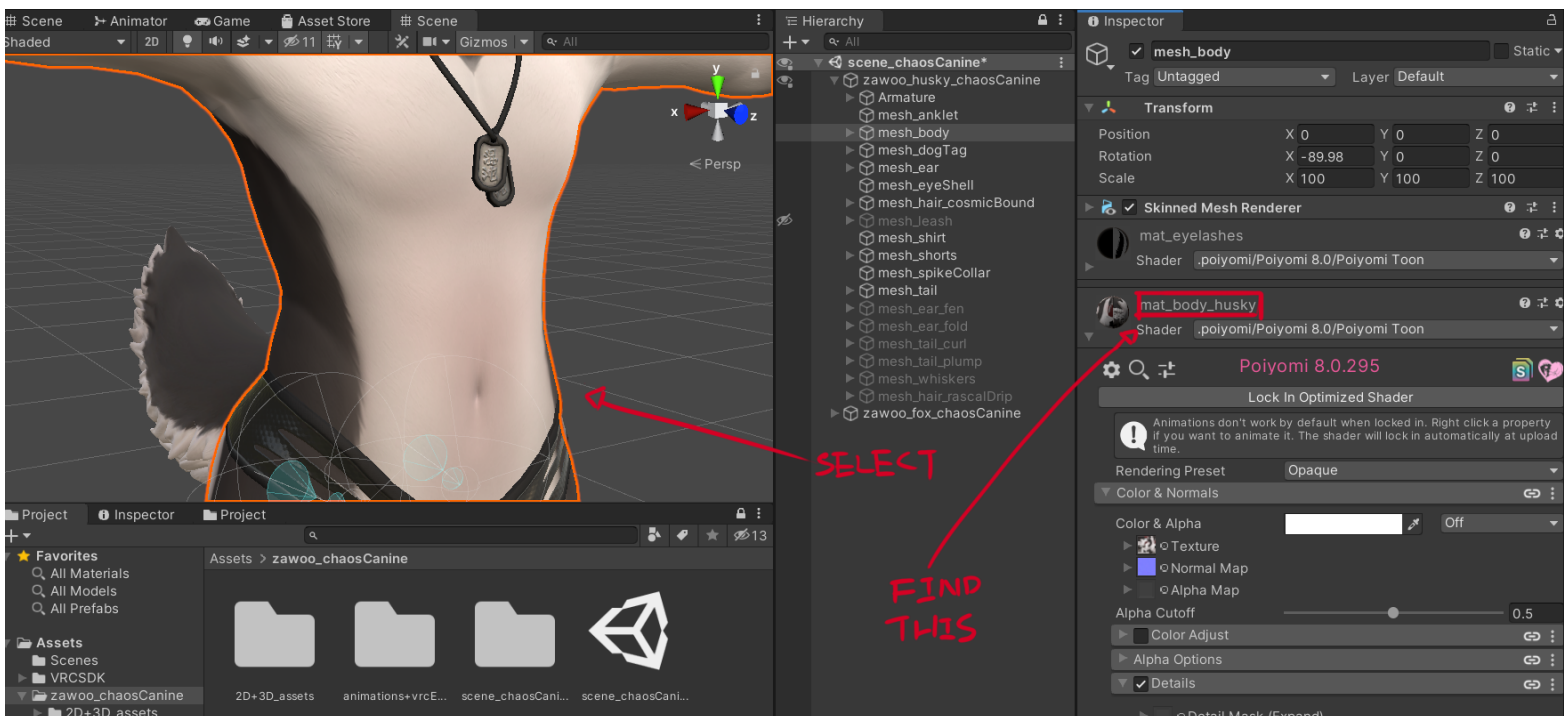 Scene
Animator
Game
Asset Store
Scene
Shaded
2D
11
Gizmos
All
Persp
y
x
z
SELECT
FIND
THIS
Hierarchy
All
scene_chaosCanine*
zawoo_husky_chaosCanine
Armature
mesh_anklet
mesh_body
mesh_dogTag
mesh_ear
mesh_eyeShell
mesh_hair_cosmicBound
mesh_leash
mesh_shirt
mesh_shorts
mesh_spikeCollar
mesh_tail
mesh_ear_fen
mesh_ear_fold
mesh_tail_curl
mesh_tail_plump
mesh_whiskers
mesh_hair_rascalDrip
zawoo_fox_chaosCanine
Inspector
mesh_body
Static
Tag Untagged
Layer Default
Transform
Position X 0 Y 0 Z 0
Rotation X -89.98 Y 0 Z 0
Scale X 100 Y 100 Z 100
Skinned Mesh Renderer
mat_eyelashes
Shader .poiyomi/Poiyomi 8.0/Poiyomi Toon
mat_body_husky
Shader .poiyomi/Poiyomi 8.0/Poiyomi Toon
Poiyomi 8.0.295
S
Lock In Optimized Shader
Animations don't work by default when locked in. Right click a property
if you want to animate it. The shader will lock in automatically at upload
time.
Rendering Preset Opaque
Color & Normals
Color & Alpha Off
Texture
Normal Map
Alpha Map
Alpha Cutoff 0.5
Color Adjust
Alpha Options
Details
Detail Mask (Expand)
Project
Inspector
Project
13
Favorites
All Materials
All Models
All Prefabs
Assets
Scenes
VRCSDK
zawoo_chaosCanine
2D+3D_assets
Assets > zawoo_chaosCanine
2D+3D_assets
animations+vrcE...
scene_chaosCani...
scene_chaosCani...